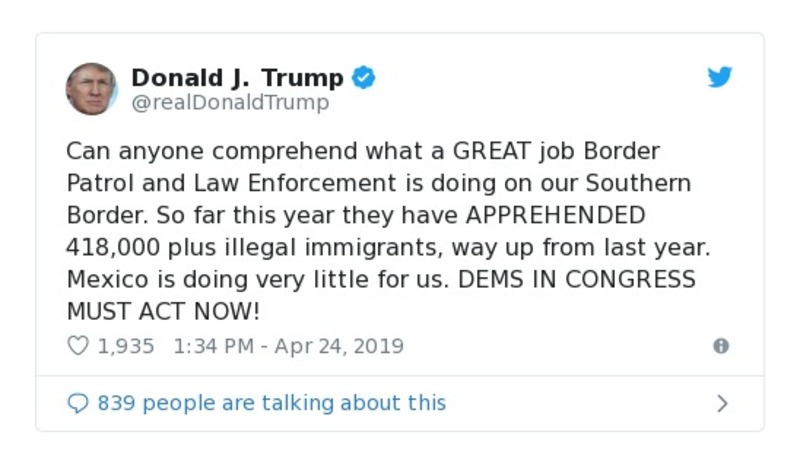 Donald J. Trump
@realDonaldTrump
Can anyone comprehend what a GREAT job Border
Patrol and Law Enforcement is doing on our Southern
Border. So far this year they have APPREHENDED
418,000 plus illegal immigrants, way up from last year.
Mexico is doing very little for us. DEMS IN CONGRESS
MUST ACT NOW!
1,935 1:34 PM - Apr 24, 2019
839 people are talking about this